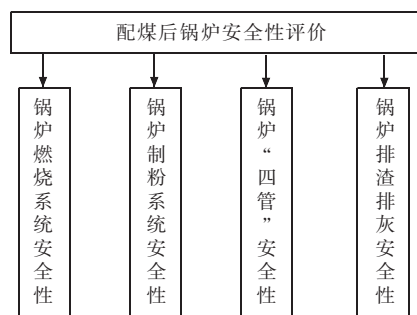 配煤后锅炉安全性评价
锅炉燃烧系统安全性
锅炉制粉系统安全性
锅炉“四管”安全性
锅炉排渣排灰安全性